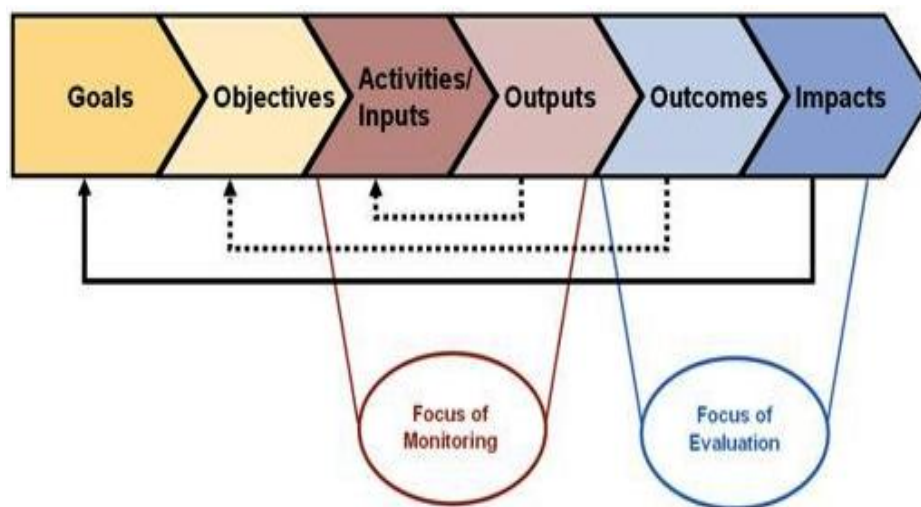 Goals
Objectives
Activities/
Inputs
Outputs
Outcomes
Impacts
Focus of
Monitoring
Focus of
Evaluation